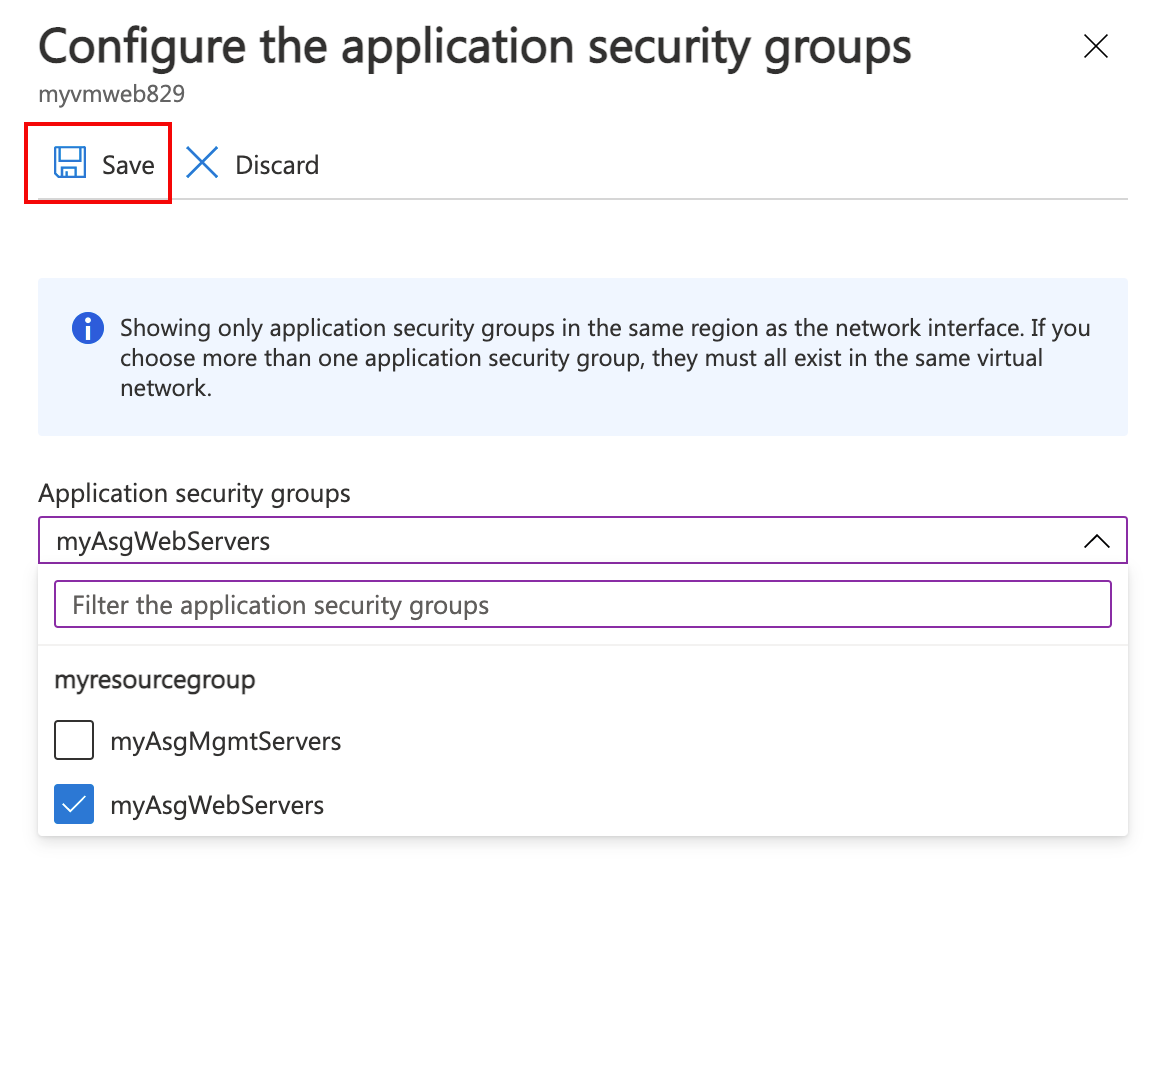 Configure the application security groups
myvmweb829
Save
Discard
Showing only application security groups in the same region as the network interface. If you
choose more than one application security group, they must all exist in the same virtual
network.
Application security groups
myAsgWebServers
Filter the application security groups
myresourcegroup
myAsgMgmtServers
myAsgWebServers